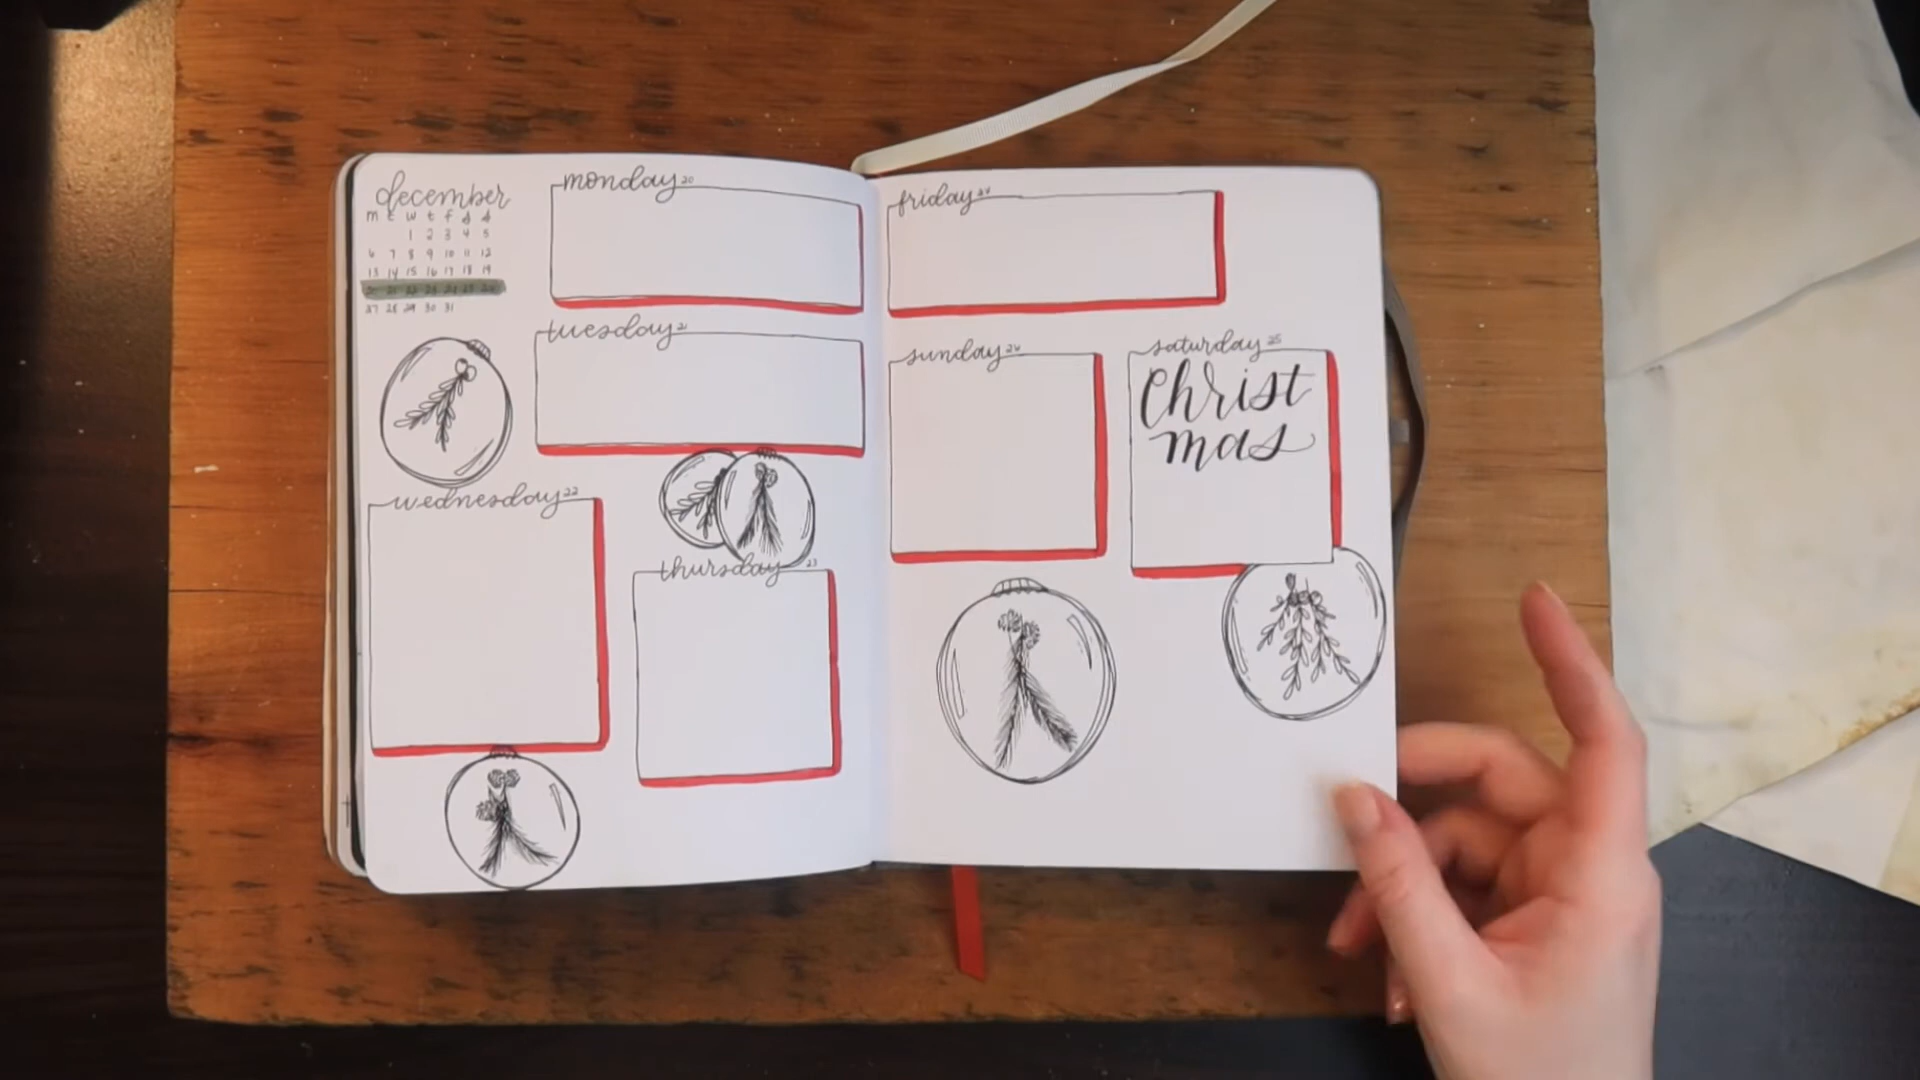 december
m t w t f s s
1 2 3 4 5
6 7 8 9 10 11 12
13 14 15 16 17 18 19
20 21 22 23 24 25 26
27 28 29 30 31
monday 20
tuesday 21
wednesday 22
thursday 23
friday 24
sunday 26
saturday 25
Christ
mas